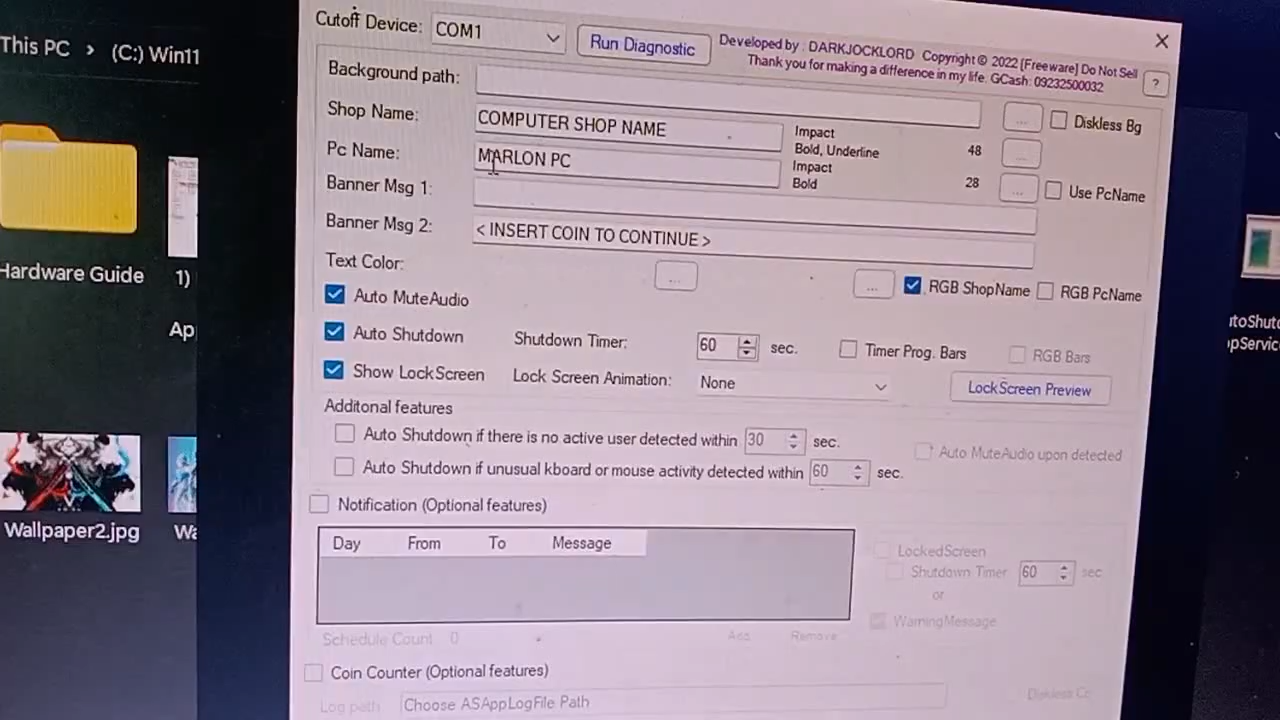 This PC > (C:) Win11
Cutoff Device: COM1 Run Diagnostic
Developed by : DARKJOCKLORD Copyright © 2022 [Freeware] Do Not Sell
Thank you for making a difference in my life. GCash: 09232500032
?
Background path: ... Diskless Bg
Shop Name: COMPUTER SHOP NAME
Impact
Bold, Underline 48 ...
Pc Name: MARLON PC
Impact
Bold 28 ... Use PcName
Banner Msg 1:
Banner Msg 2: < INSERT COIN TO CONTINUE >
Text Color: ... ... RGB ShopName RGB PcName
Auto MuteAudio
Auto Shutdown Shutdown Timer: 60 sec. Timer Prog. Bars RGB Bars
Show LockScreen Lock Screen Animation: None LockScreen Preview
Additonal features
Auto Shutdown if there is no active user detected within 30 sec. Auto MuteAudio upon detected
Auto Shutdown if unusual kboard or mouse activity detected within 60 sec.
Notification (Optional features)
Day From To Message
LockedScreen
Shutdown Timer 60 sec
or
WarningMessage
Schedule Count: 0 Add Remove
Coin Counter (Optional features)
Log path: Choose ASAppLogFile Path Diskless
Hardware Guide
1)
Ap
Wallpaper2.jpg
Wa